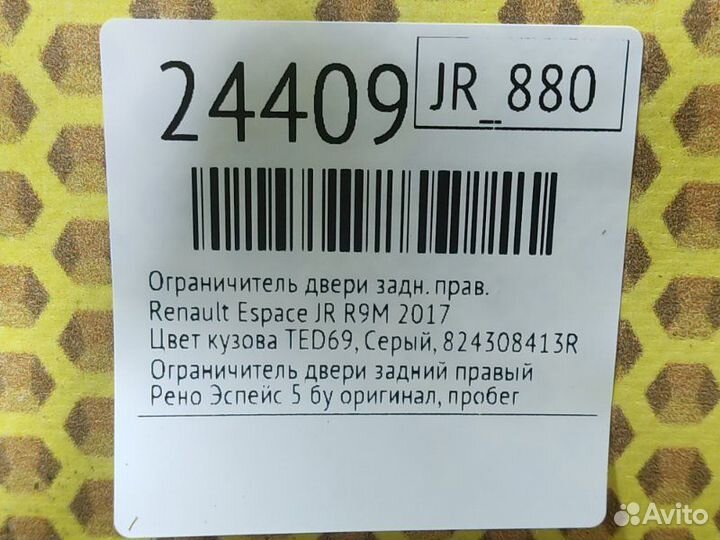 24409
JR_880
Ограничитель двери задн. прав.
Renault Espace JR R9M 2017
Цвет кузова TED69, Серый, 824308413R
Ограничитель двери задний правый
Рено Эспейс 5 бу оригинал, пробег
Avito